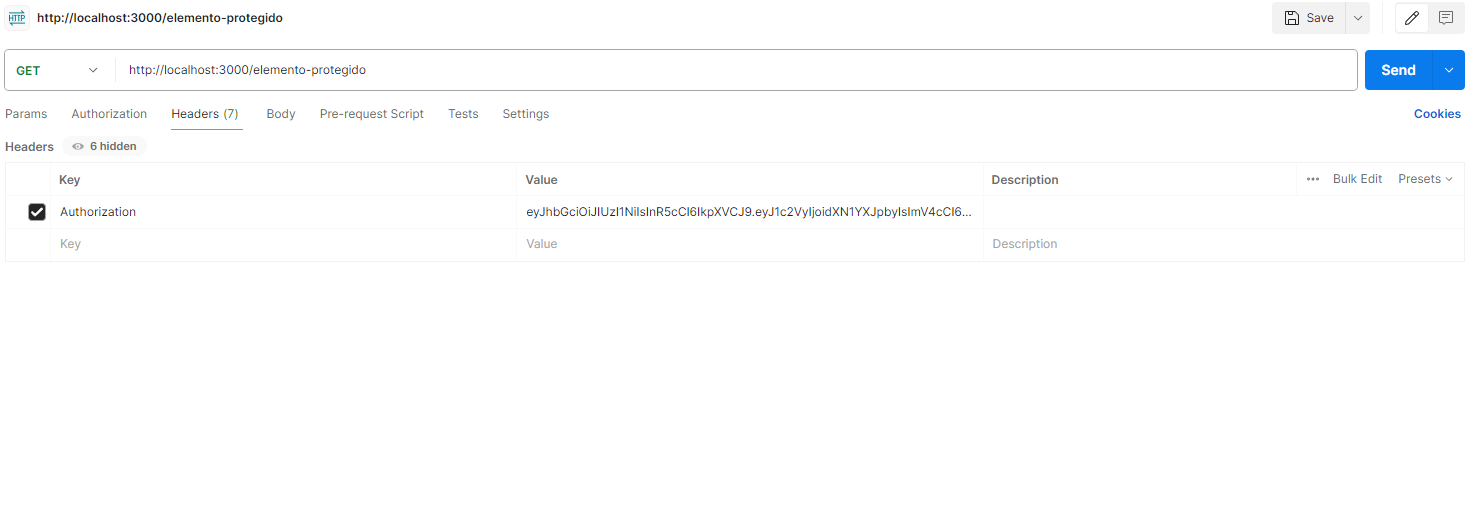 HTTP http://localhost:3000/elemento-protegido Save
GET http://localhost:3000/elemento-protegido Send
Params Authorization Headers (7) Body Pre-request Script Tests Settings Cookies
Headers 6 hidden
Key Value Description ••• Bulk Edit Presets
Authorization eyJhbGciOiJIUzI1NiIsInR5cCI6IkpXVCJ9.eyJ1c2VyIjoidXN1YXJpbyIsImV4cCI6...
Key Value Description